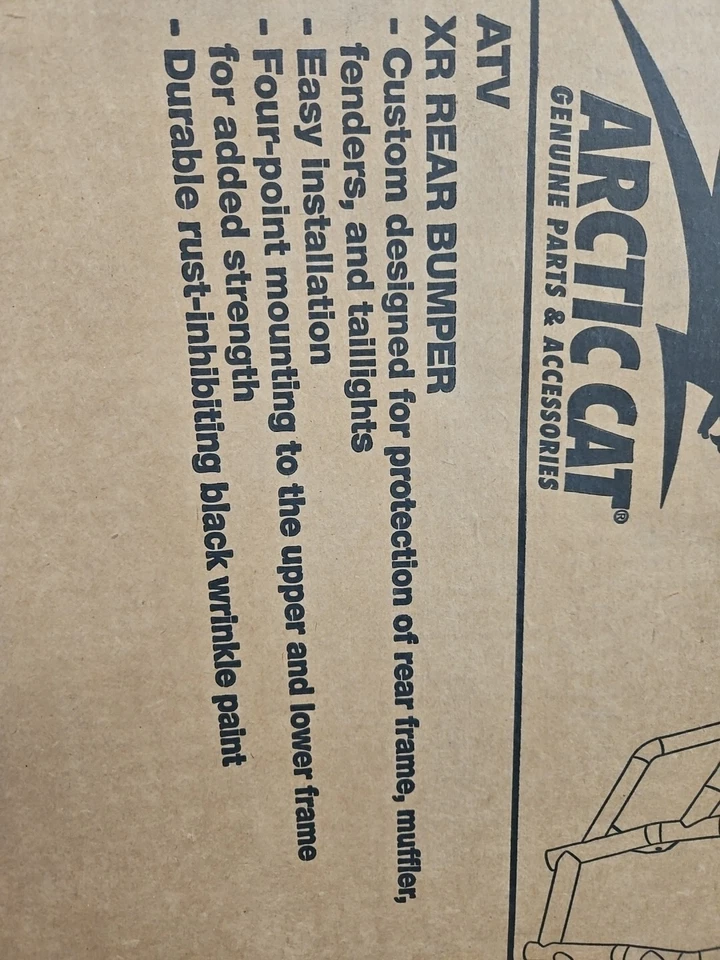 ARCTIC CAT®
GENUINE PARTS & ACCESSORIES
ATV
XR REAR BUMPER
- Custom designed for protection of rear frame, muffler,
fenders, and taillights
- Easy installation
- Four-point mounting to the upper and lower frame
for added strength
- Durable rust-inhibiting black wrinkle paint